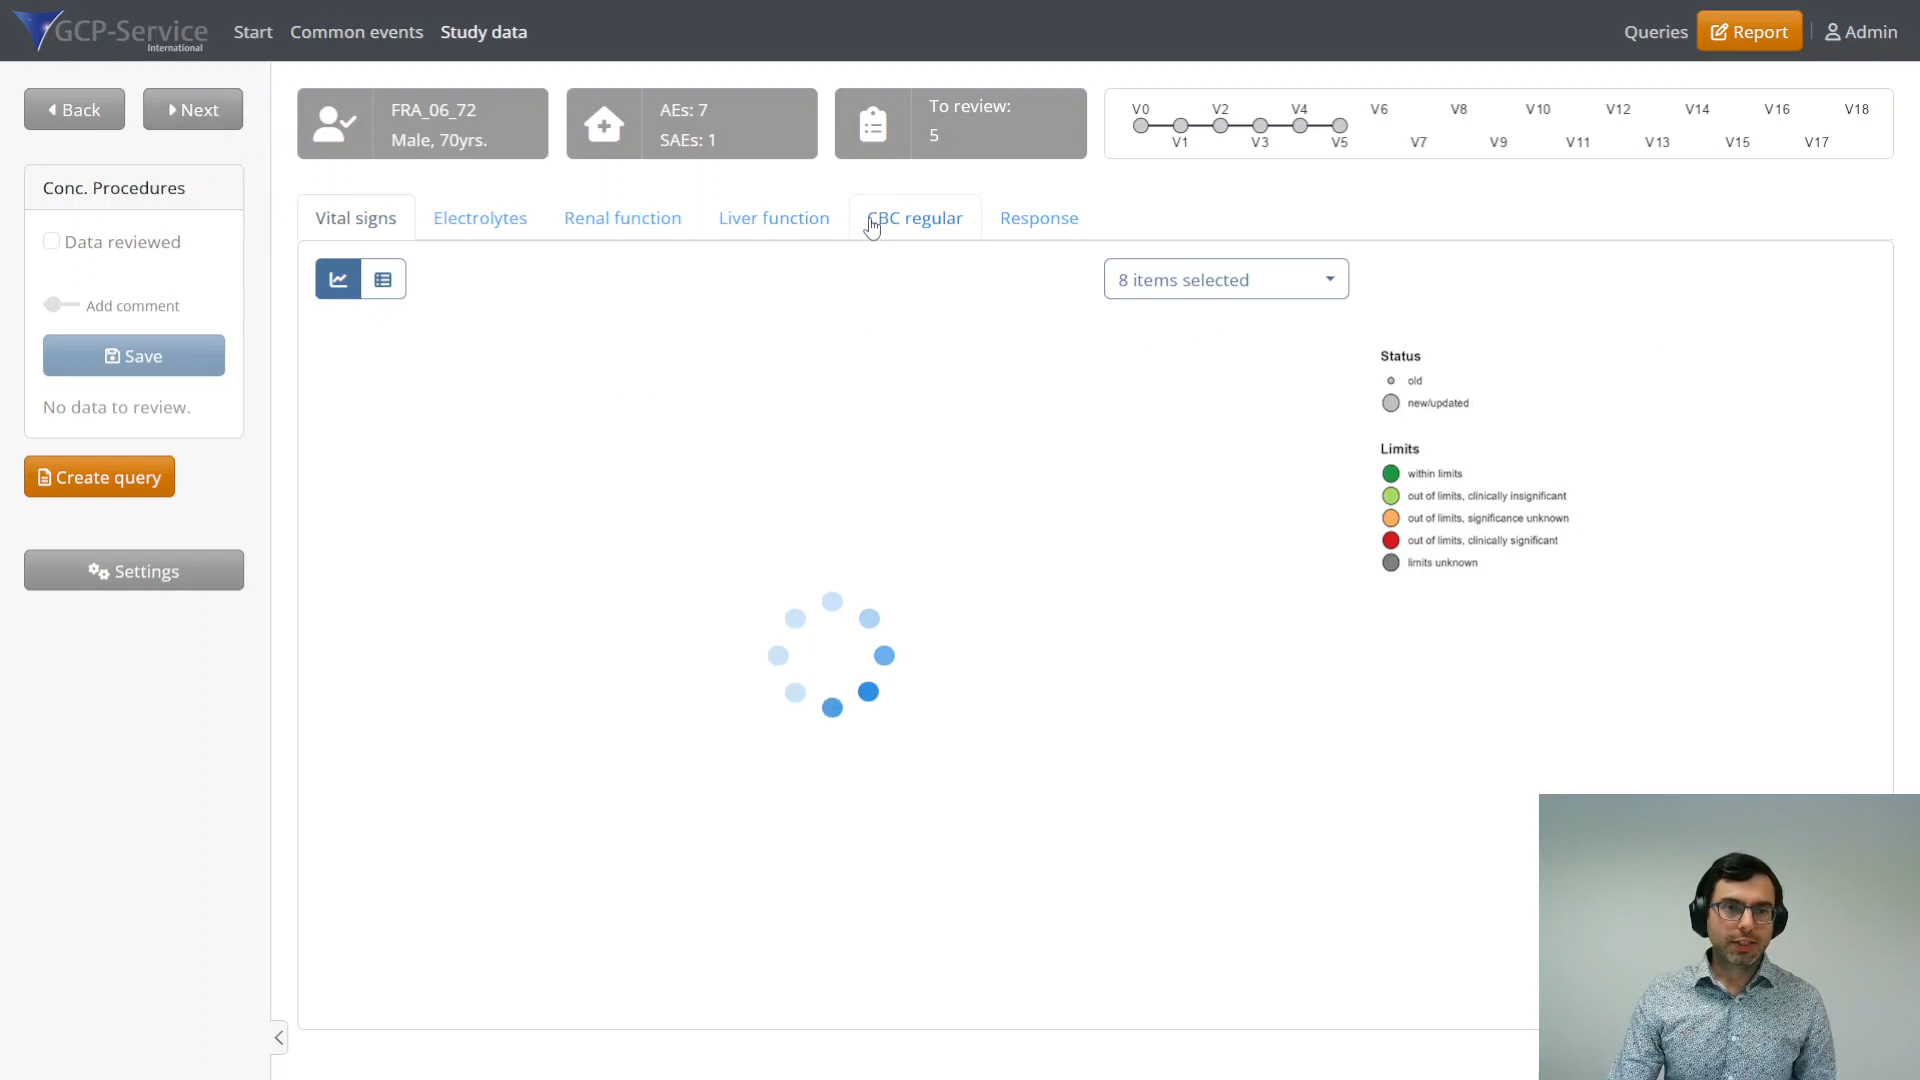 GCP-Service
International
Start
Common events
Study data
Queries
Report
Admin
Back
Next
Conc. Procedures
Data reviewed
Add comment
Save
No data to review.
Create query
Settings
FRA_06_72
Male, 70yrs.
AEs: 7
SAEs: 1
To review:
5
V0 V2 V4 V6 V8 V10 V12 V14 V16 V18
V1 V3 V5 V7 V9 V11 V13 V15 V17
Vital signs
Electrolytes
Renal function
Liver function
CBC regular
Response
8 items selected
Status
old
new/updated
Limits
within limits
out of limits, clinically insignificant
out of limits, significance unknown
out of limits, clinically significant
limits unknown